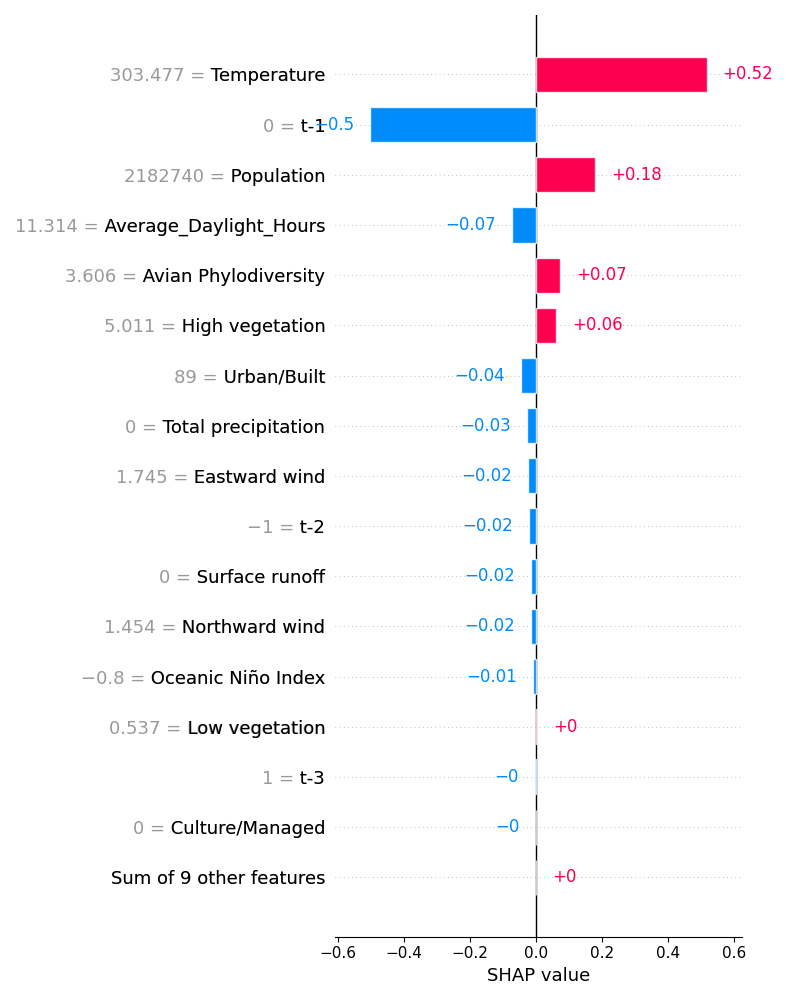 303.477 = Temperature +0.52
0 = t-1 −0.5
2182740 = Population +0.18
11.314 = Average_Daylight_Hours −0.07
3.606 = Avian Phylodiversity +0.07
5.011 = High vegetation +0.06
89 = Urban/Built −0.04
0 = Total precipitation −0.03
1.745 = Eastward wind −0.02
−1 = t-2 −0.02
0 = Surface runoff −0.02
1.454 = Northward wind −0.02
−0.8 = Oceanic Niño Index −0.01
0.537 = Low vegetation +0
1 = t-3 −0
0 = Culture/Managed −0
Sum of 9 other features +0
−0.6 −0.4 −0.2 0.0 0.2 0.4 0.6
SHAP value